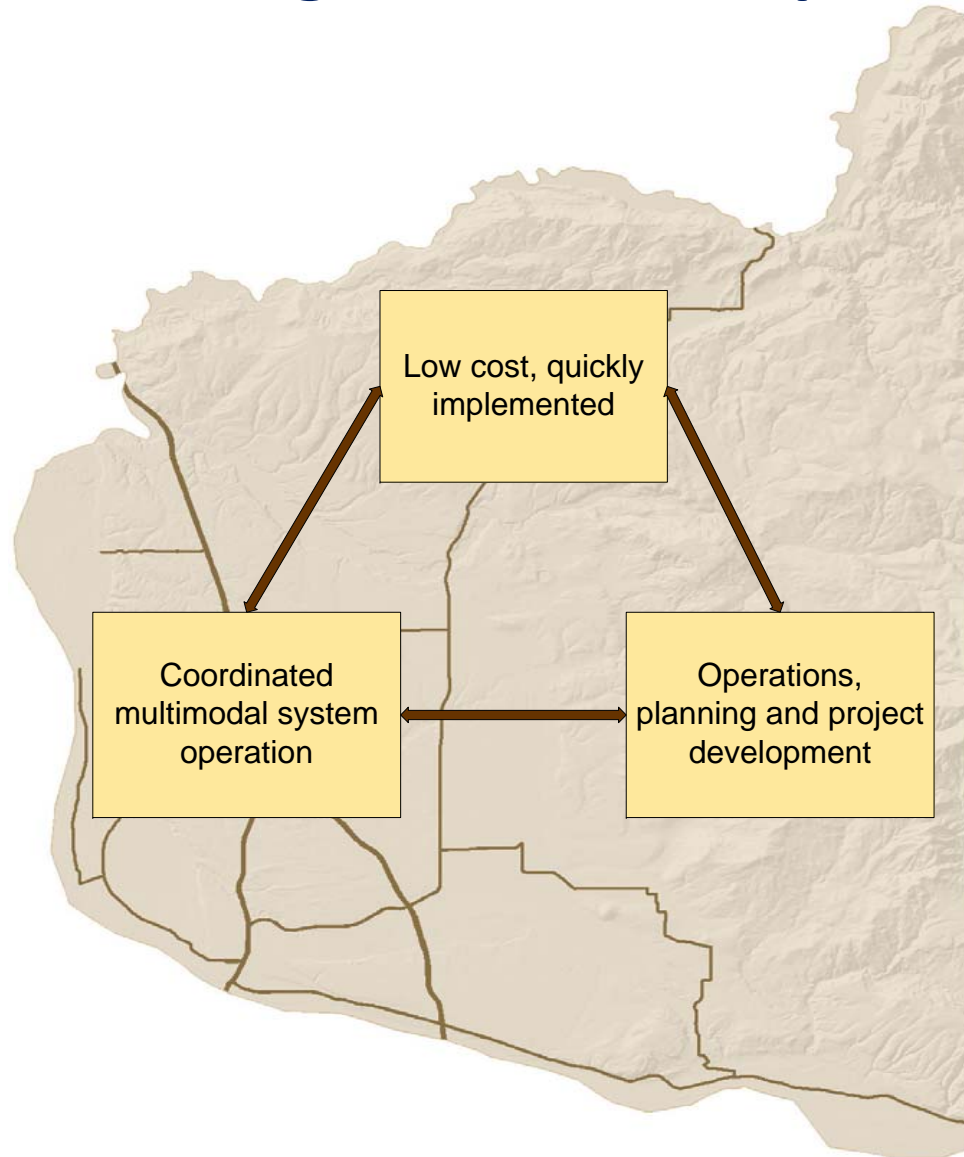 Low cost, quickly
implemented
Coordinated
multimodal system
operation
Operations,
planning and project
development